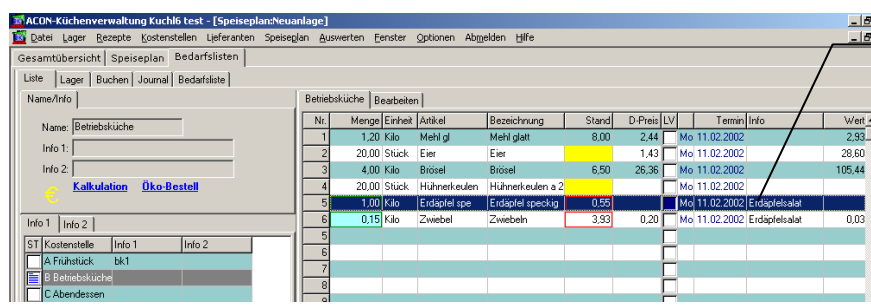 ACON-Küchenverwaltung Kuchl6 test - [Speiseplan:Neuanlage]
Datei Lager Rezepte Kostenstellen Lieferanten Speiseplan Auswerten Fenster Optionen Abmelden Hilfe
Gesamtübersicht Speiseplan Bedarfslisten
Liste Lager Buchen Journal Bedarfsliste
Name/Info
Name: Betriebsküche
Info 1:
Info 2:
€ Kalkulation Öko-Bestell
Info 1 Info 2
ST Kostenstelle Info 1 Info 2
A Frühstück bk1
B Betriebsküche
C Abendessen
Betriebsküche Bearbeiten
Nr. Menge Einheit Artikel Bezeichnung Stand D-Preis LV Termin Info Wert
1 1,20 Kilo Mehl gl Mehl glatt 8,00 2,44 Mo 11.02.2002 2,93
2 20,00 Stück Eier Eier 1,43 Mo 11.02.2002 28,60
3 4,00 Kilo Brösel Brösel 6,50 26,36 Mo 11.02.2002 105,44
4 20,00 Stück Hühnerkeulen Hühnerkeulen a 2 Mo 11.02.2002
5 1,00 Kilo Erdäpfel spe Erdäpfel speckig 0,55 Mo 11.02.2002 Erdäpfelsalat
6 0,15 Kilo Zwiebel Zwiebeln 3,93 0,20 Mo 11.02.2002 Erdäpfelsalat 0,03
5
6
7
8
9